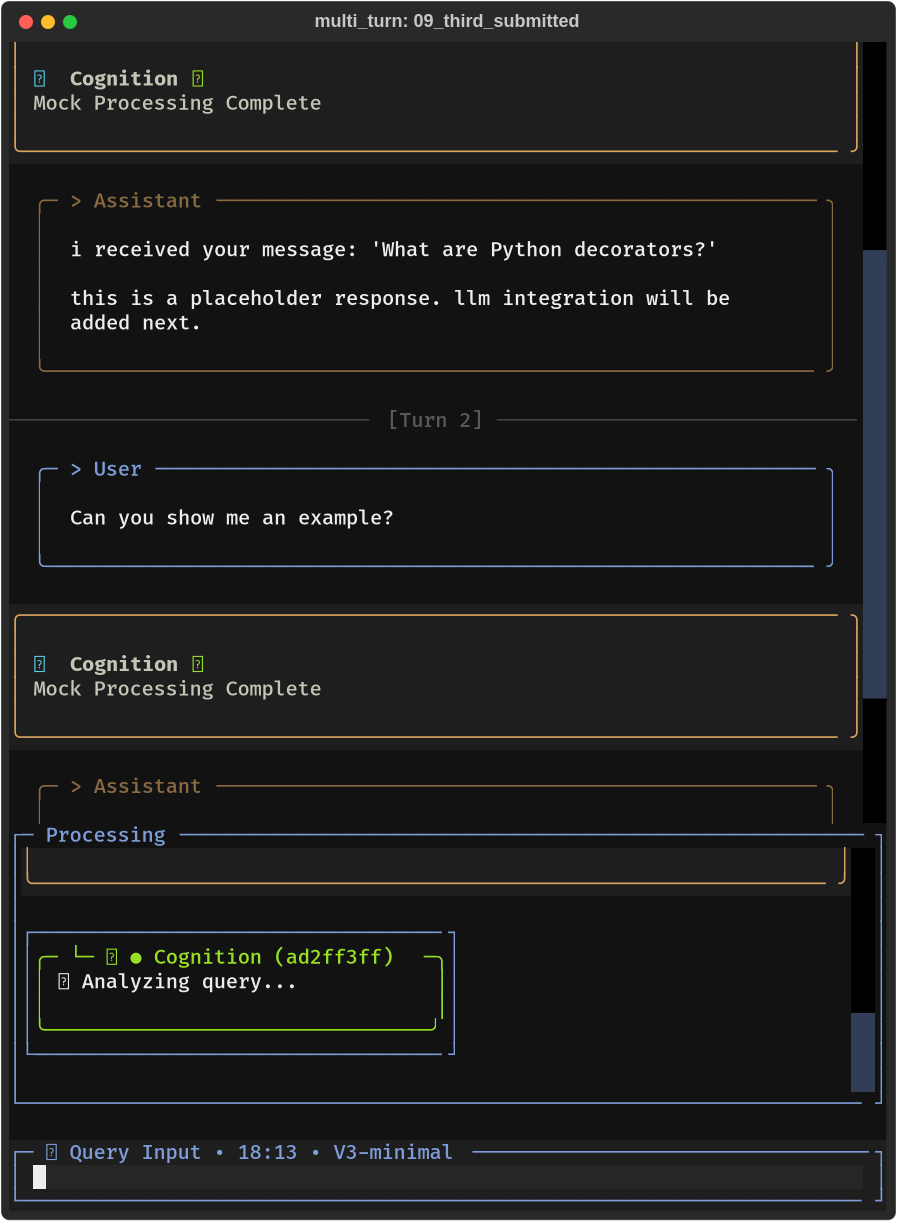 multi_turn: 09_third_submitted
Cognition
Mock Processing Complete
> Assistant
i received your message: 'What are Python decorators?'
this is a placeholder response. llm integration will be
added next.
[Turn 2]
> User
Can you show me an example?
Cognition
Mock Processing Complete
> Assistant
Processing
└─ ● Cognition (ad2ff3ff)
Analyzing query...
Query Input • 18:13 • V3-minimal